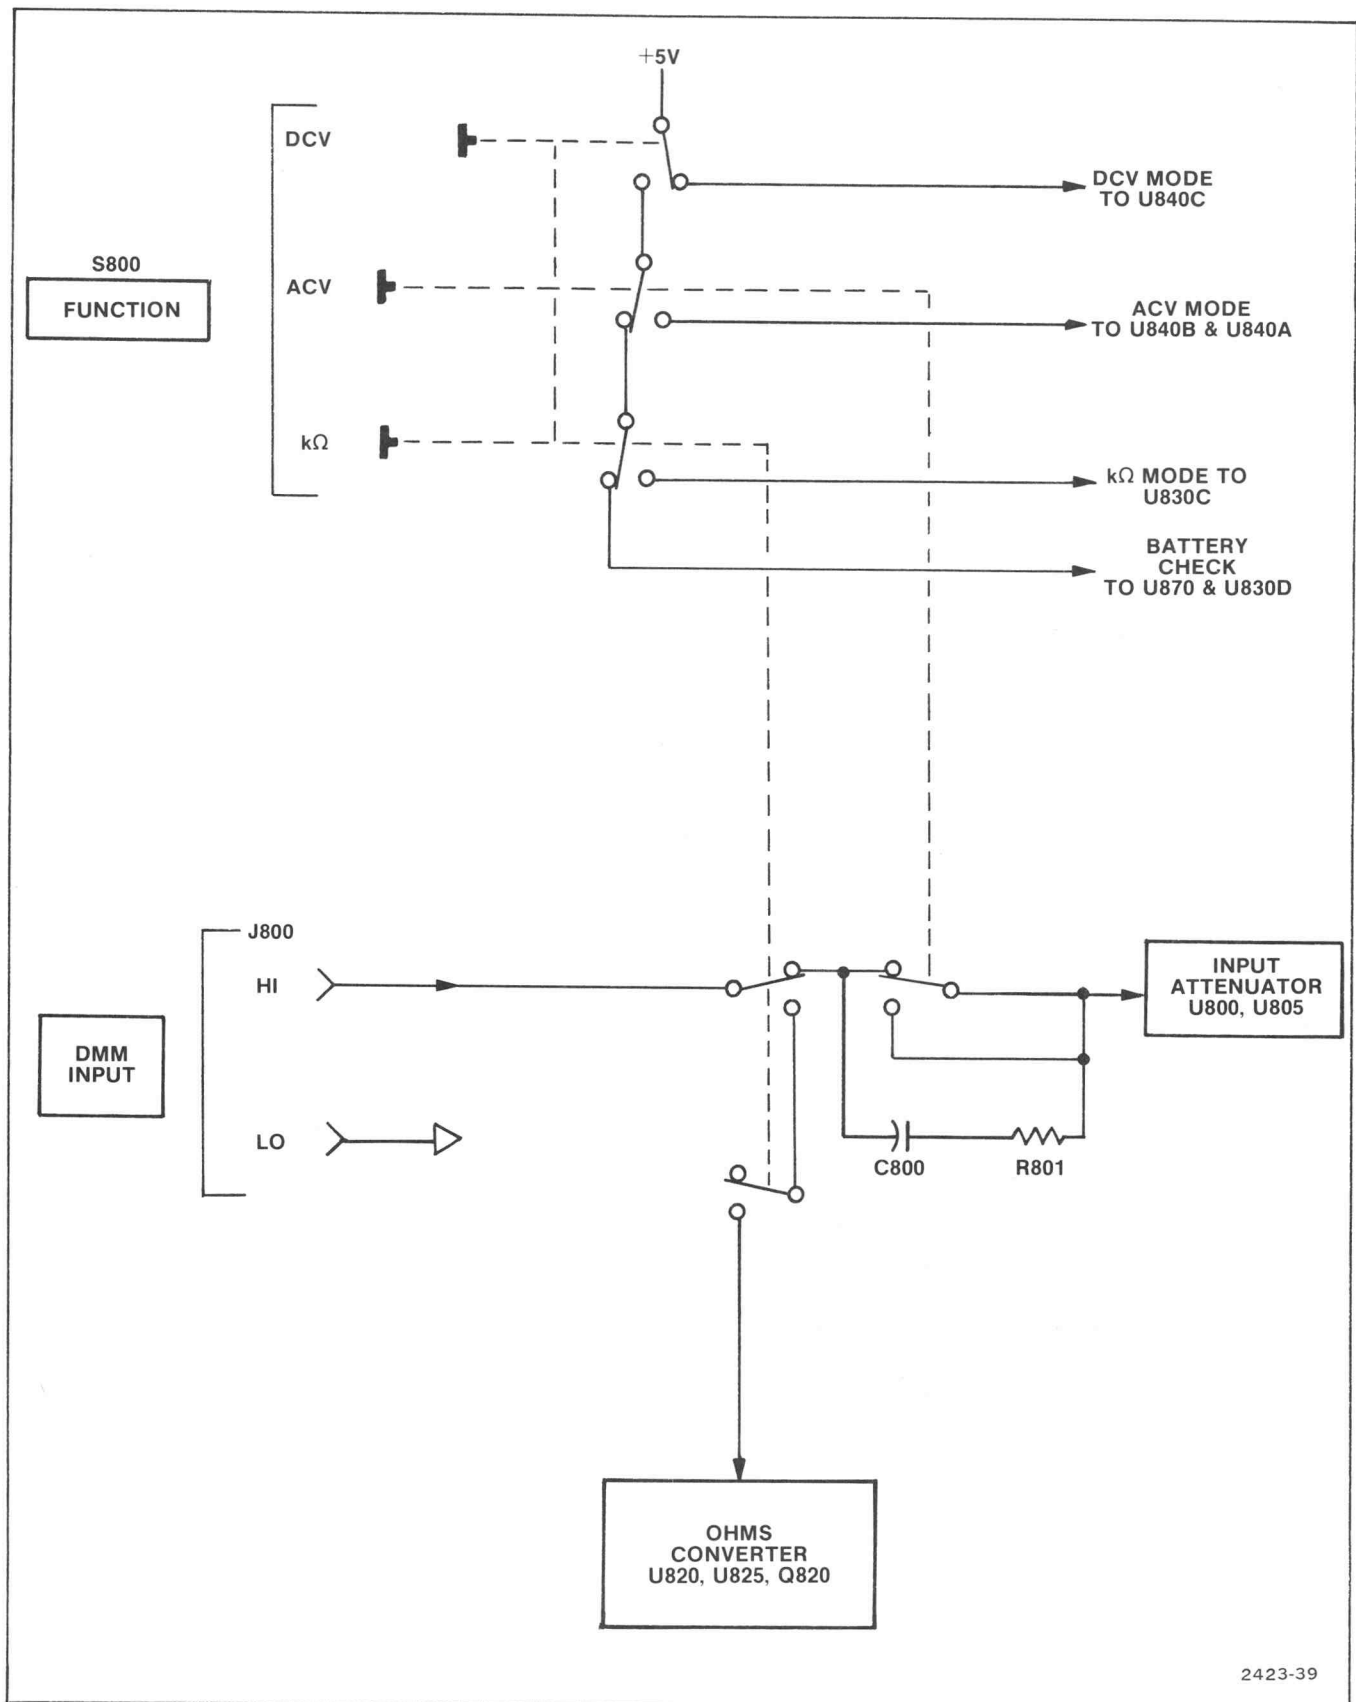 +5V
DCV
DCV MODE
TO U840C
S800
FUNCTION
ACV
ACV MODE
TO U840B & U840A
kΩ
kΩ MODE TO
U830C
BATTERY
CHECK
TO U870 & U830D
J800
HI
INPUT
ATTENUATOR
U800, U805
DMM
INPUT
LO
C800
R801
OHMS
CONVERTER
U820, U825, Q820
2423-39